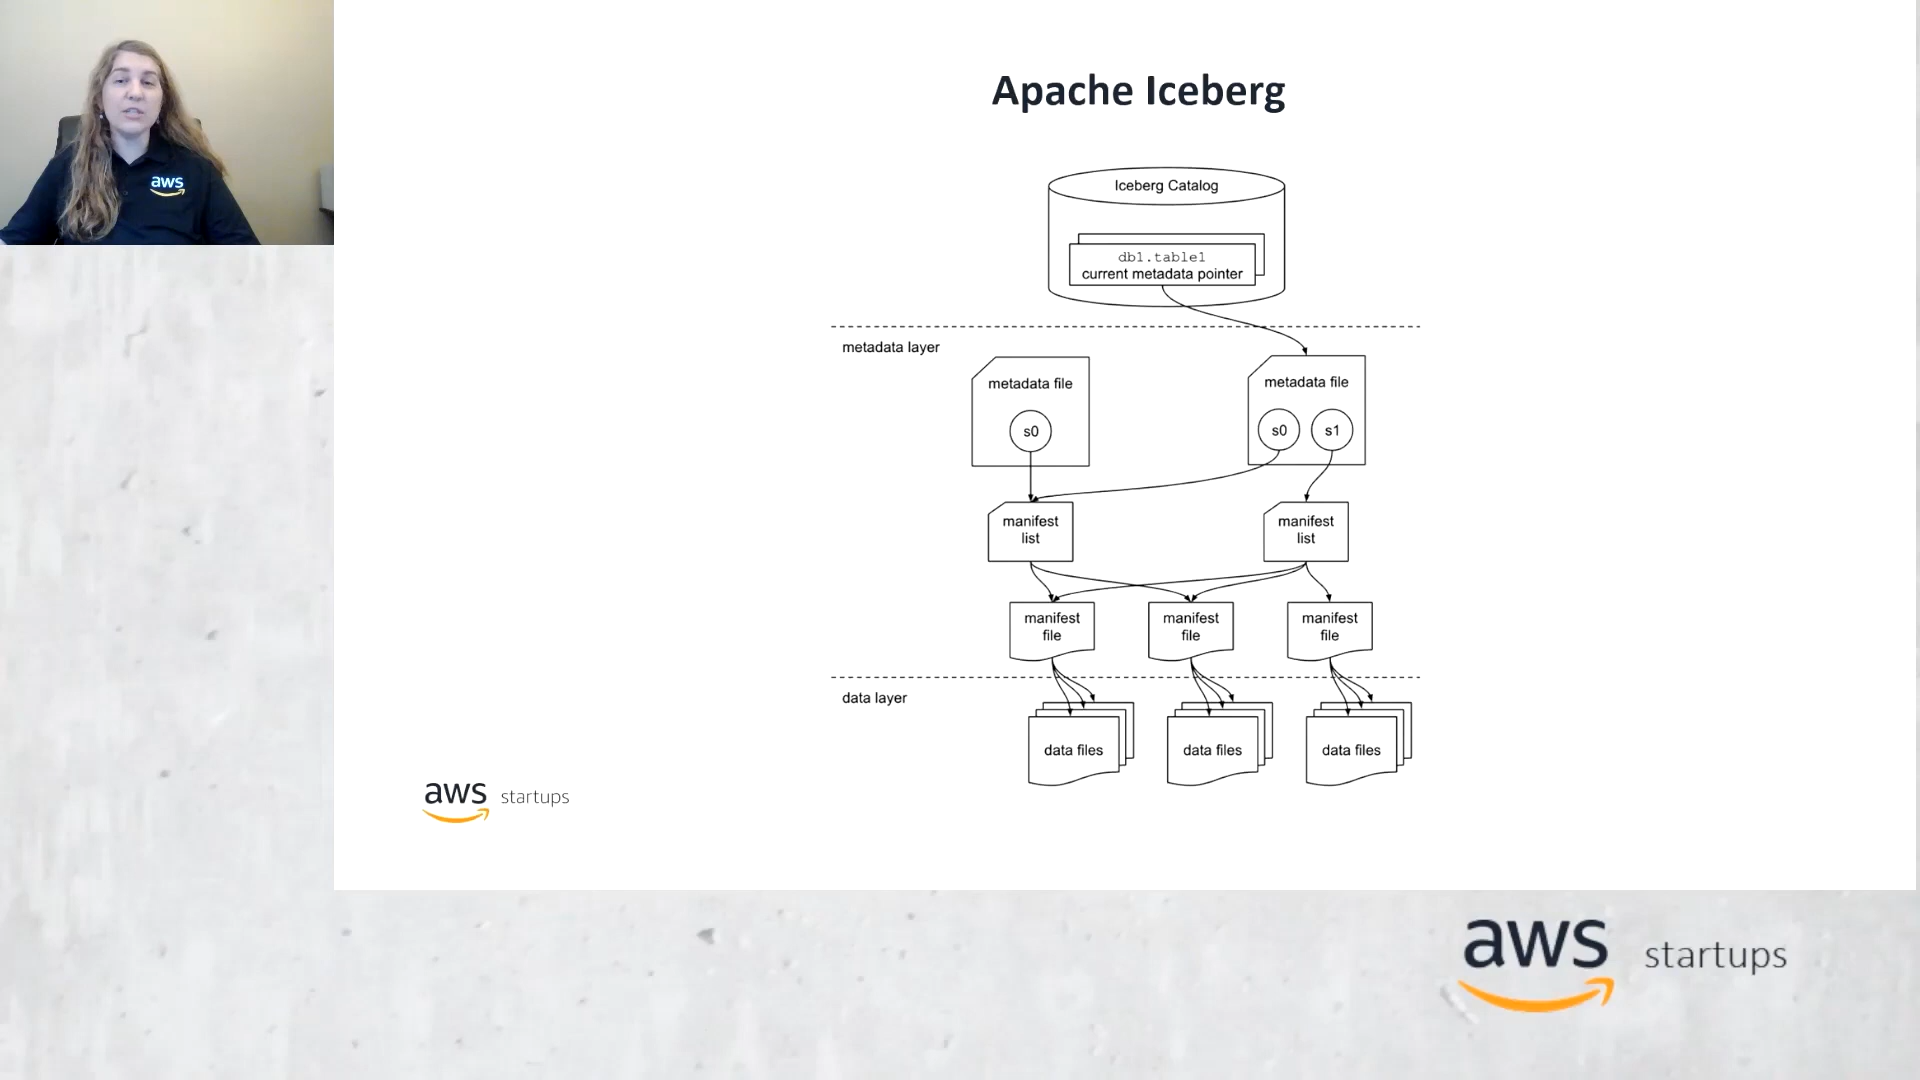 aws
Apache Iceberg
Iceberg Catalog
db1.table1
current metadata pointer
metadata layer
metadata file
s0
metadata file
s0 s1
manifest
list
manifest
list
manifest
file
manifest
file
manifest
file
data layer
data files
data files
data files
aws startups
aws startups